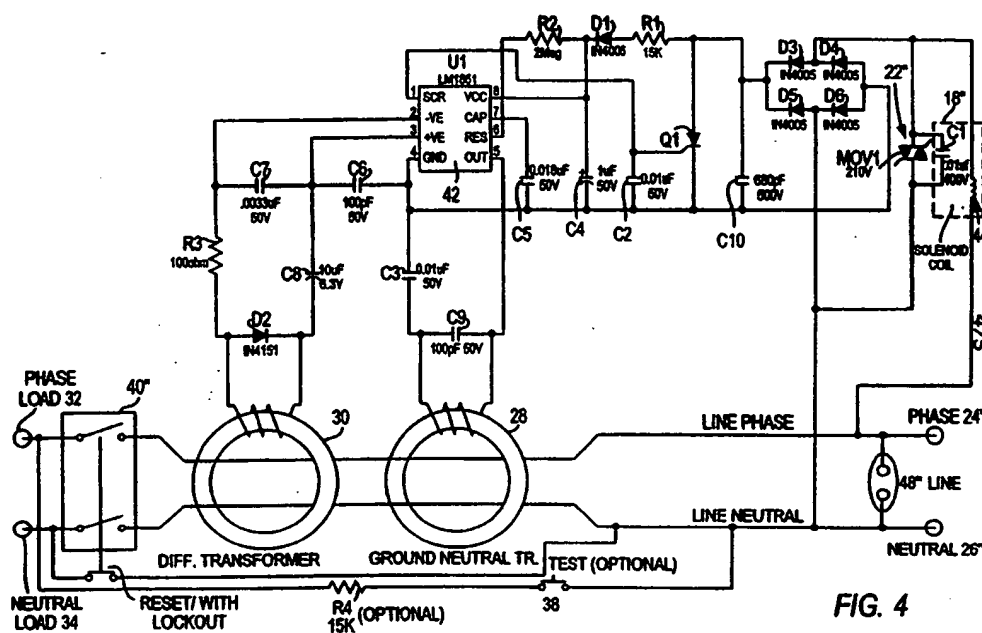 R2
2Meg
D1
IN4005
R1
15K
U1
LM1851
1 SCR VCC 8
2 -VE CAP 7
3 +VE RES 6
4 GND OUT 5
42
D3
IN4005
D4
IN4005
D5
IN4005
D6
IN4005
22"
18"
C1
MOV1
210V
Q1
C7
.0033uF
50V
C6
100pF
50V
0.018uF
50V
C5
1uF
50V
C4
0.01uF
50V
C2
680pF
500V
C10
SOLENOID
COIL
R3
100ohm
C8
10uF
6.3V
C3
0.01uF
50V
D2
IN4151
C9
100pF 50V
PHASE
LOAD 32
40"
30
28
LINE PHASE
PHASE 24"
48" LINE
LINE NEUTRAL
NEUTRAL 26"
DIFF. TRANSFORMER
GROUND NEUTRAL TR.
TEST (OPTIONAL)
38
NEUTRAL
LOAD 34
RESET/ WITH
LOCKOUT
R4 (OPTIONAL)
15K
FIG. 4